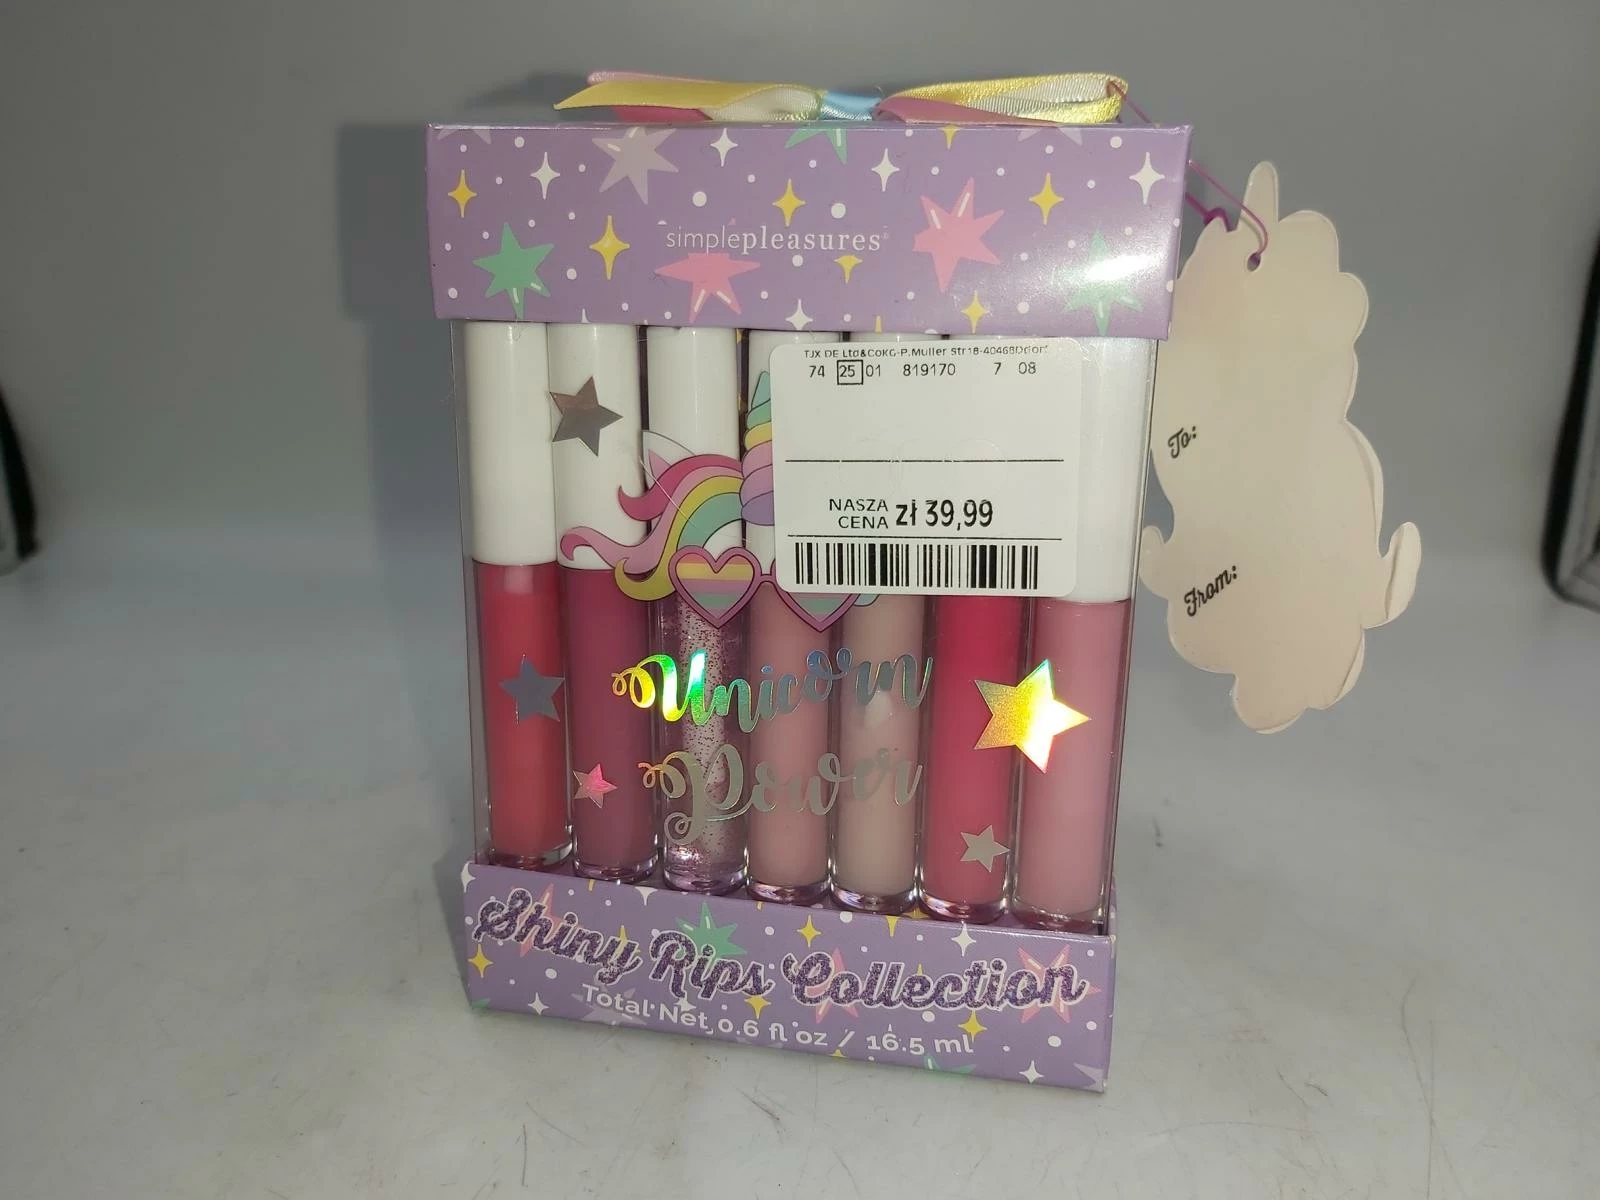 simplepleasures®
TJX DE Ltd&CoKG-P.Muller Str18-40468
74 25 01 819170 7 08
NASZA
CENA zł 39,99
To:
From:
Unicorn
Power
Shiny Rips Collection
Total Net 0.6 fl oz / 16.5 ml